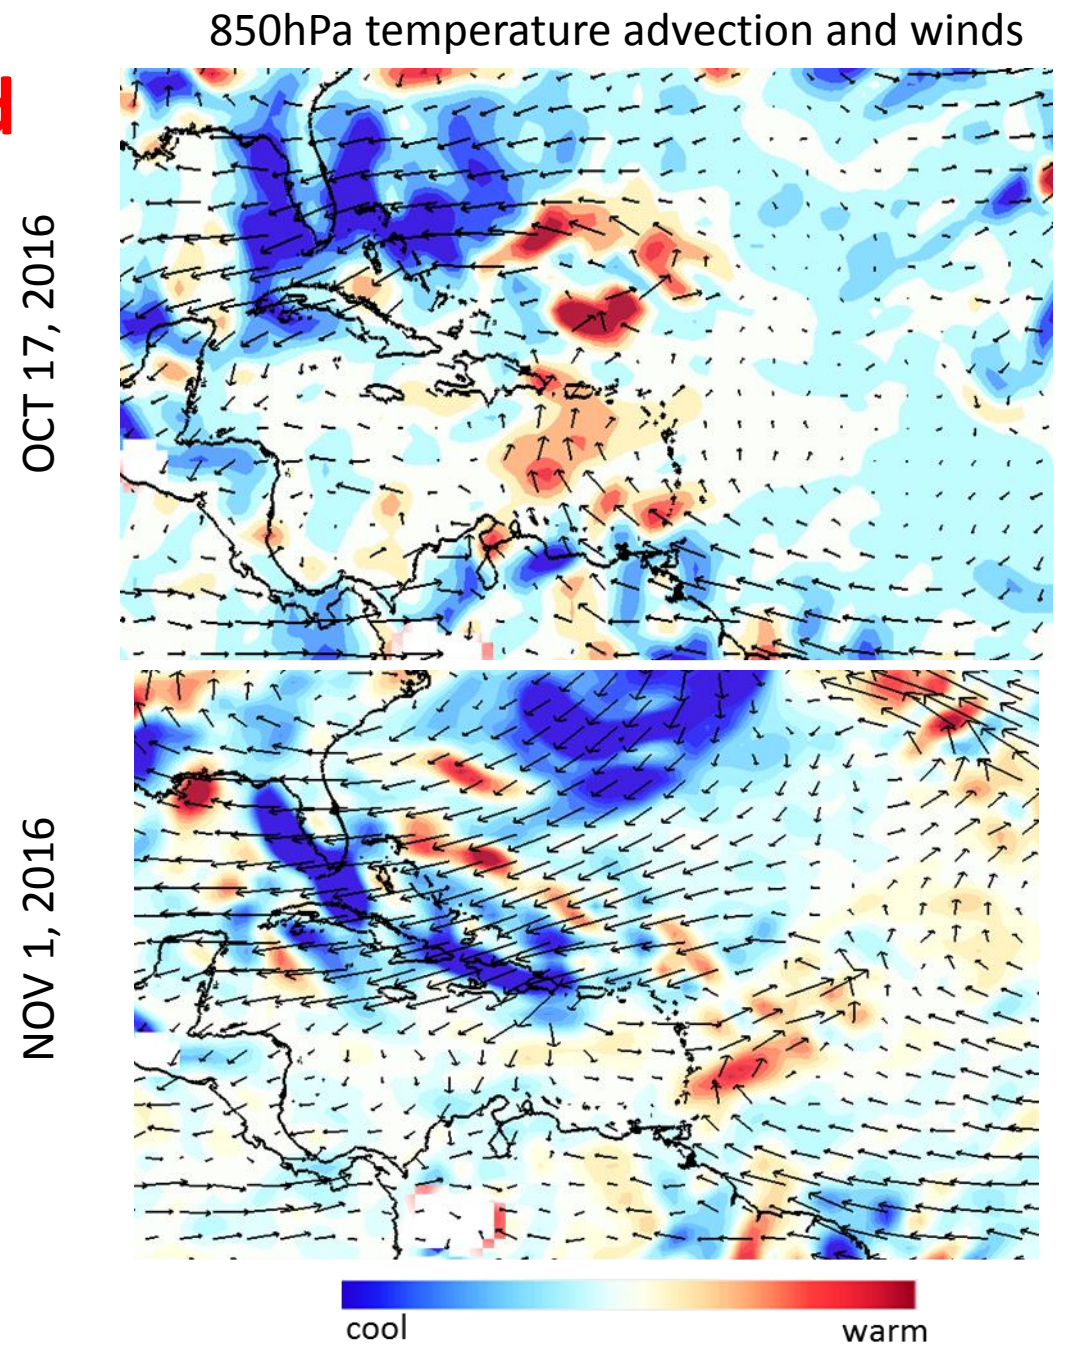 850hPa temperature advection and winds
OCT 17, 2016
NOV 1, 2016
cool
warm